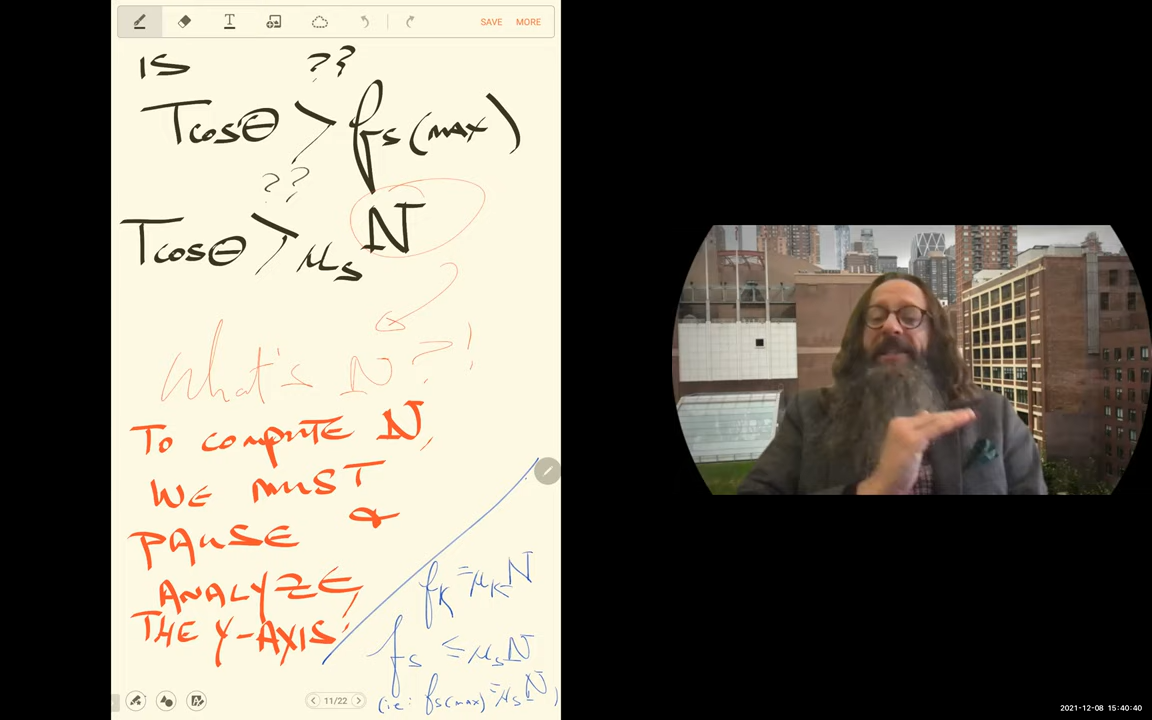 SAVE MORE
IS ??
Tcosθ > fs(max)
??
Tcosθ > μs N
What's N?!
To compute N,
WE MUST
PAUSE &
ANALYZE
THE Y-AXIS!
fK = μK N
fs ≤ μs N
(ie: fs(max) = μs N)
11/22
2021-12-08 15:40:40